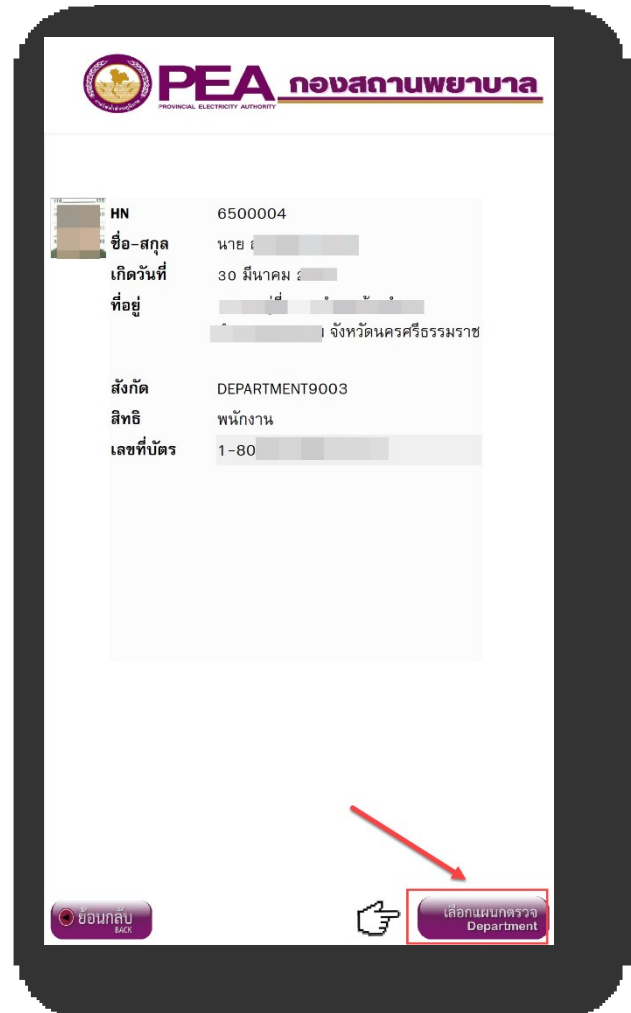 PEA กองสถานพยาบาล
PROVINCIAL ELECTRICITY AUTHORITY
HN 6500004
ชื่อ-สกุล นาย
เกิดวันที่ 30 มีนาคม
ที่อยู่
จังหวัดนครศรีธรรมราช
สังกัด DEPARTMENT9003
สิทธิ พนักงาน
เลขที่บัตร 1-80
ย้อนกลับ
BACK
เลือกแผนกตรวจ
Department